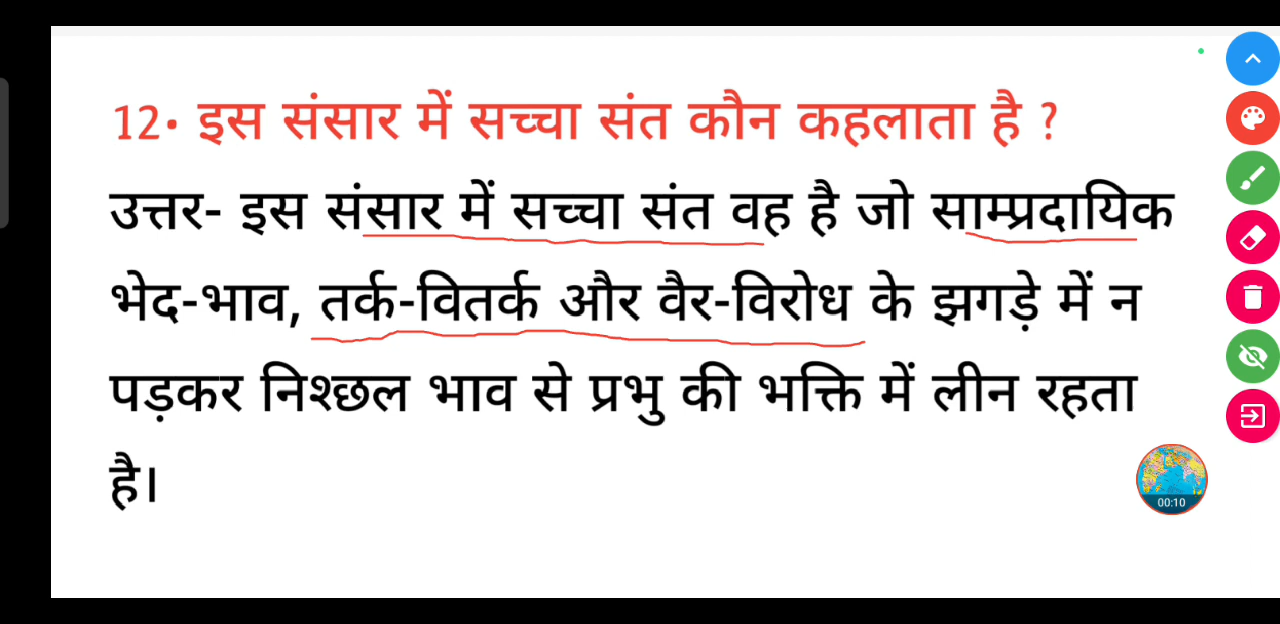 12• इस संसार में सच्चा संत कौन कहलाता है ?
उत्तर- इस संसार में सच्चा संत वह है जो साम्प्रदायिक
भेद-भाव, तर्क-वितर्क और वैर-विरोध के झगड़े में न
पड़कर निश्छल भाव से प्रभु की भक्ति में लीन रहता
है।
00:10